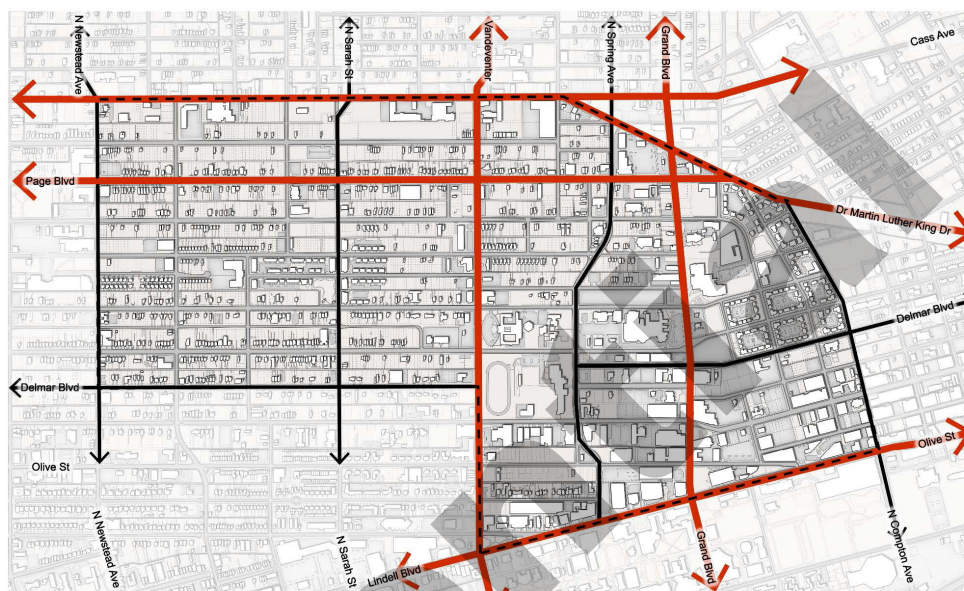 N Newstead Ave
N Sarah St
Vandeventer
N Spring Ave
Grand Blvd
Cass Ave
Page Blvd
Dr Martin Luther King Dr
Delmar Blvd
Delmar Blvd
Olive St
Olive St
N Newstead Ave
N Sarah St
Lindell Blvd
Grand Blvd
N Compton Ave